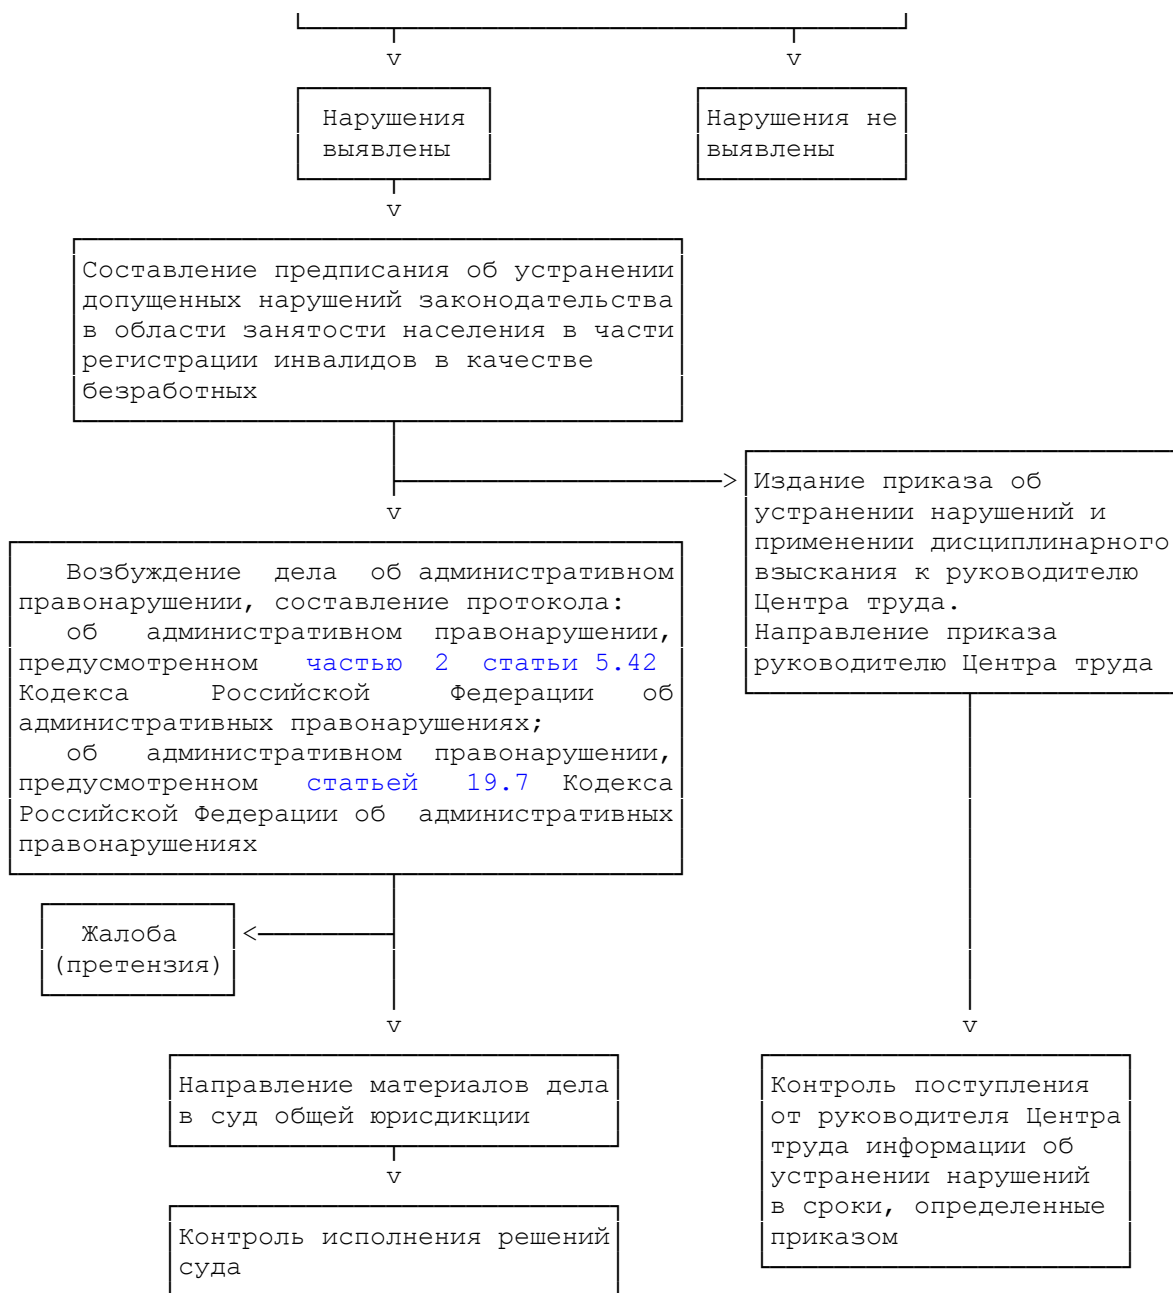 Нарушения
выявлены
Нарушения не
выявлены
Составление предписания об устранении
допущенных нарушений законодательства
в области занятости населения в части
регистрации инвалидов в качестве
безработных
Издание приказа об
устранении нарушений и
применении дисциплинарного
взыскания к руководителю
Центра труда.
Направление приказа
руководителю Центра труда
Возбуждение дела об административном
правонарушении, составление протокола:
об административном правонарушении,
предусмотренном частью 2 статьи 5.42
Кодекса Российской Федерации об
административных правонарушениях;
об административном правонарушении,
предусмотренном статьей 19.7 Кодекса
Российской Федерации об административных
правонарушениях
Жалоба
(претензия)
Направление материалов дела
в суд общей юрисдикции
Контроль поступления
от руководителя Центра
труда информации об
устранении нарушений
в сроки, определенные
приказом
Контроль исполнения решений
суда